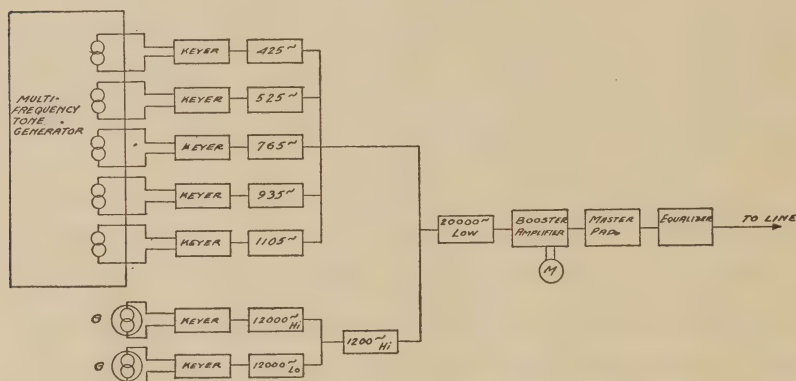 MULTI-
FREQUENCY
TONE
GENERATOR
KEYER
425~
KEYER
525~
KEYER
765~
KEYER
935~
KEYER
1105~
G
KEYER
12000~
Hi
G
KEYER
12000~
Lo
1200~
Hi
20000~
LOW
BOOSTER
AMPLIFIER
M
MASTER
PAD
EQUALIZER
TO LINE